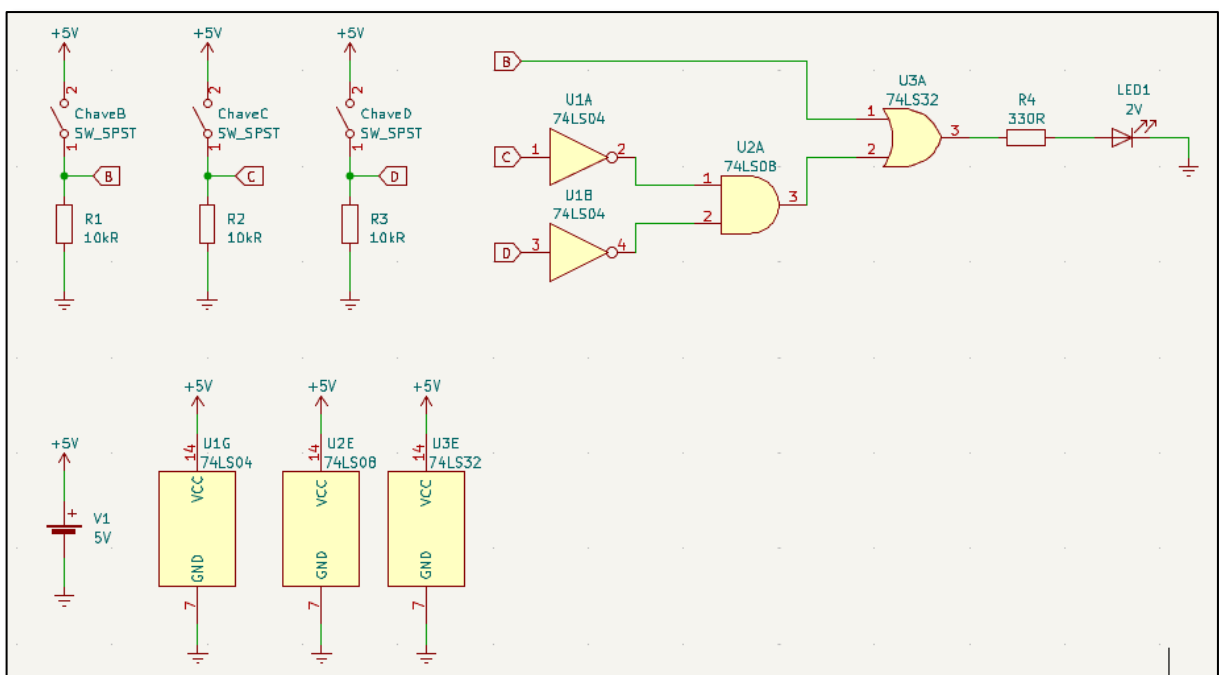 +5V
2
ChaveB
SW_SPST
1
B
R1
10kR
+5V
2
ChaveC
SW_SPST
1
C
R2
10kR
+5V
2
ChaveD
SW_SPST
1
D
R3
10kR
B
U1A
74LS04
C
1
2
U1B
74LS04
D
3
4
U2A
74LS08
1
2
3
U3A
74LS32
1
2
3
R4
330R
LED1
2V
+5V
V1
5V
+
+5V
14
U1G
74LS04
VCC
GND
7
+5V
14
U2E
74LS08
VCC
GND
7
+5V
14
U3E
74LS32
VCC
GND
7